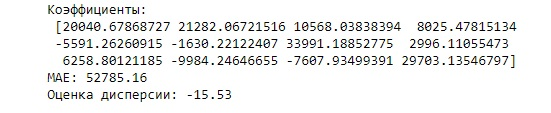 Коэффициенты:
[20040.67868727 21282.06721516 10568.03838394 8025.47815134
-5591.26260915 -1630.22122407 33991.18852775 2996.11055473
6258.80121185 -9984.24646655 -7607.93499391 29703.13546797]
MAE: 52785.16
Оценка дисперсии: -15.53